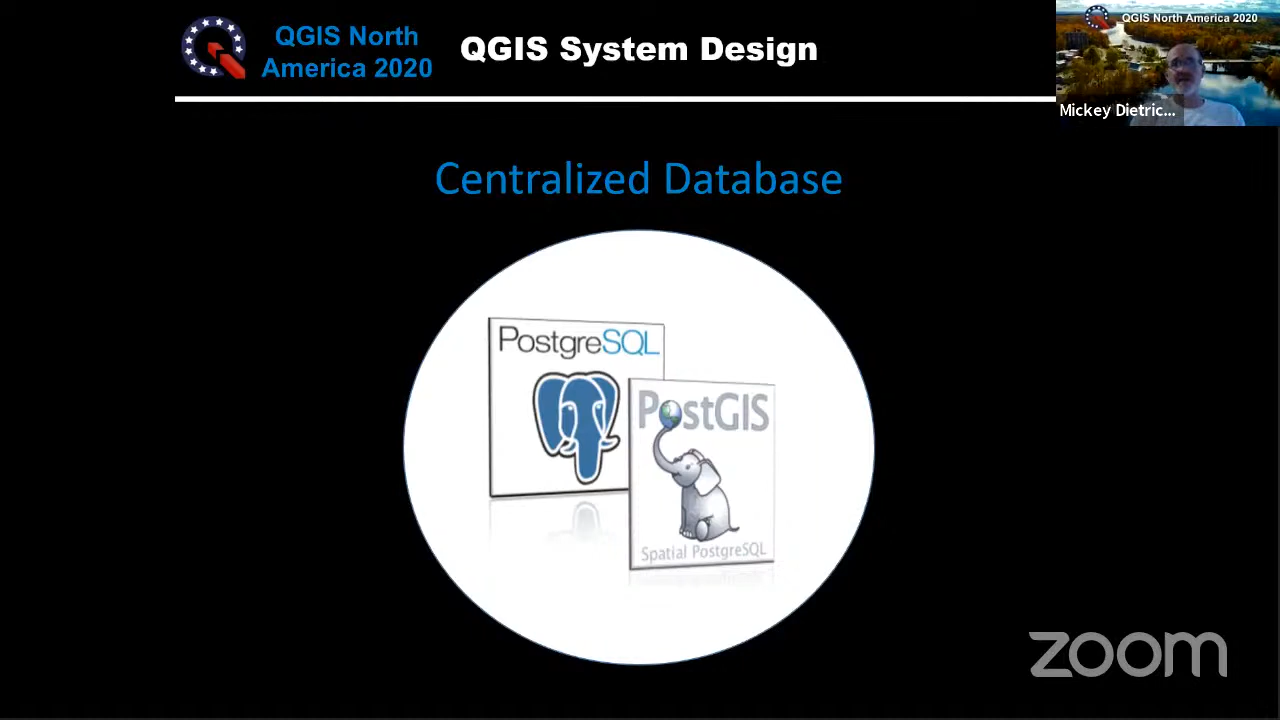 QGIS North
America 2020
QGIS System Design
QGIS North America 2020
Mickey Dietric...
Centralized Database
PostgreSQL
PostGIS
Spatial PostgreSQL
zoom